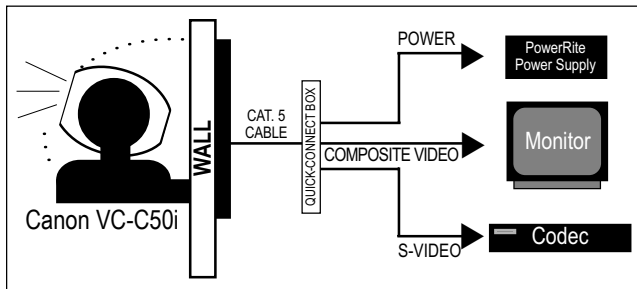 POWER
PowerRite
Power Supply
CAT. 5
CABLE
WALL
QUICK-CONNECT BOX
COMPOSITE VIDEO
Monitor
Canon VC-C50i
S-VIDEO
Codec